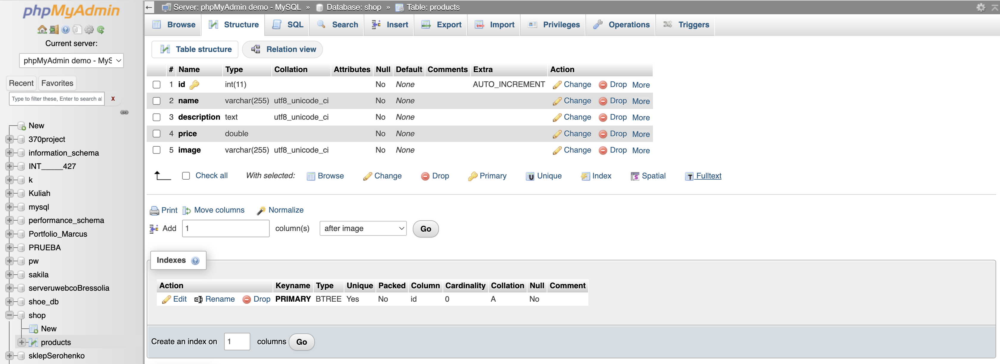 phpMyAdmin
Current server:
phpMyAdmin demo - MyS
Recent Favorites
Type to filter these, Enter to search al X
New
370project
information_schema
INT_____427
k
Kuliah
mysql
performance_schema
Portfolio_Marcus
PRUEBA
pw
sakila
serveruwebcoBressolia
shoe_db
shop
New
products
sklepSerohenko
Server: phpMyAdmin demo - MySQL » Database: shop » Table: products
Browse Structure SQL Search Insert Export Import Privileges Operations Triggers
Table structure Relation view
# Name Type Collation Attributes Null Default Comments Extra Action
1 id int(11) No None AUTO_INCREMENT Change Drop More
2 name varchar(255) utf8_unicode_ci No None Change Drop More
3 description text utf8_unicode_ci No None Change Drop More
4 price double No None Change Drop More
5 image varchar(255) utf8_unicode_ci No None Change Drop More
Check all With selected: Browse Change Drop Primary Unique Index Spatial Fulltext
Print Move columns Normalize
Add 1 column(s) after image Go
Indexes
Action Keyname Type Unique Packed Column Cardinality Collation Null Comment
Edit Rename Drop PRIMARY BTREE Yes No id 0 A No
Create an index on 1 columns Go